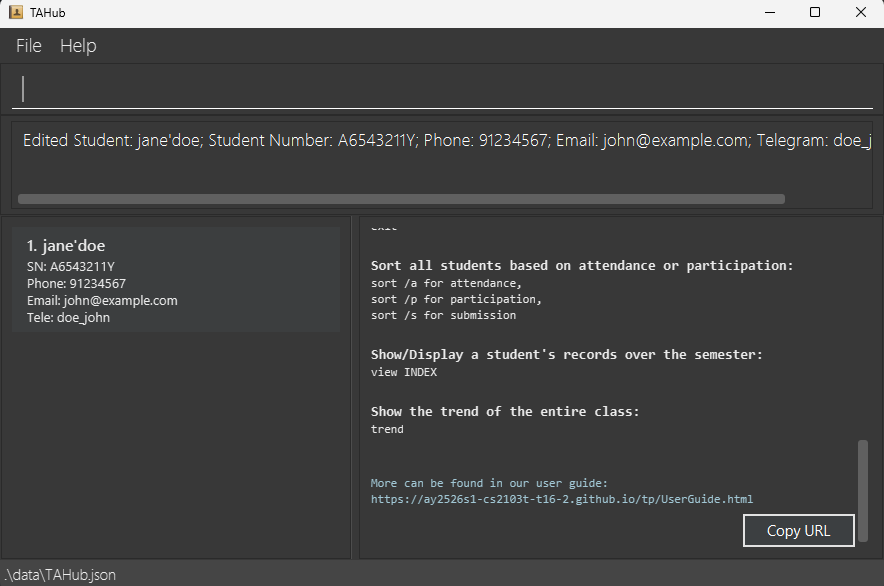 TAHub
File Help
Edited Student: jane'doe; Student Number: A6543211Y; Phone: 91234567; Email: john@example.com; Telegram: doe_j
1. jane'doe
SN: A6543211Y
Phone: 91234567
Email: john@example.com
Tele: doe_john
exit
Sort all students based on attendance or participation:
sort /a for attendance,
sort /p for participation,
sort /s for submission
Show/Display a student's records over the semester:
view INDEX
Show the trend of the entire class:
trend
More can be found in our user guide:
https://ay2526s1-cs2103t-t16-2.github.io/tp/UserGuide.html
Copy URL
.\data\TAHub.json